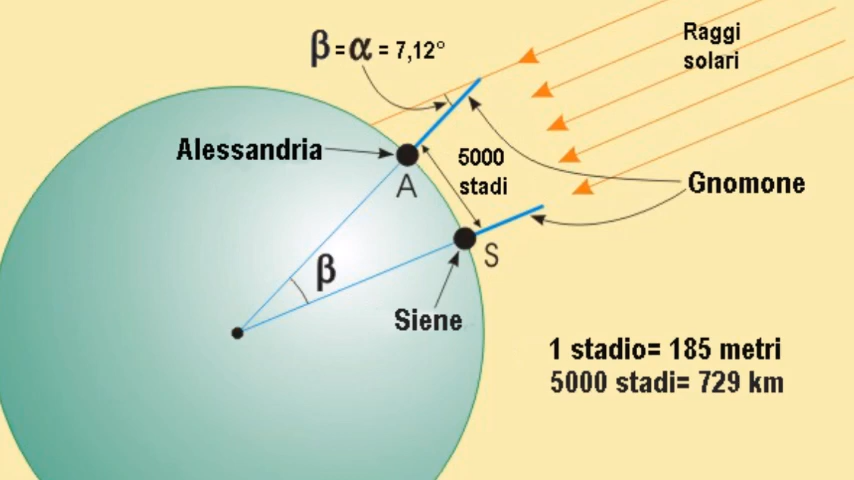 β = α = 7,12°
Raggi
solari
Alessandria
5000
stadi
A
Gnomone
S
β
Siene
1 stadio= 185 metri
5000 stadi= 729 km